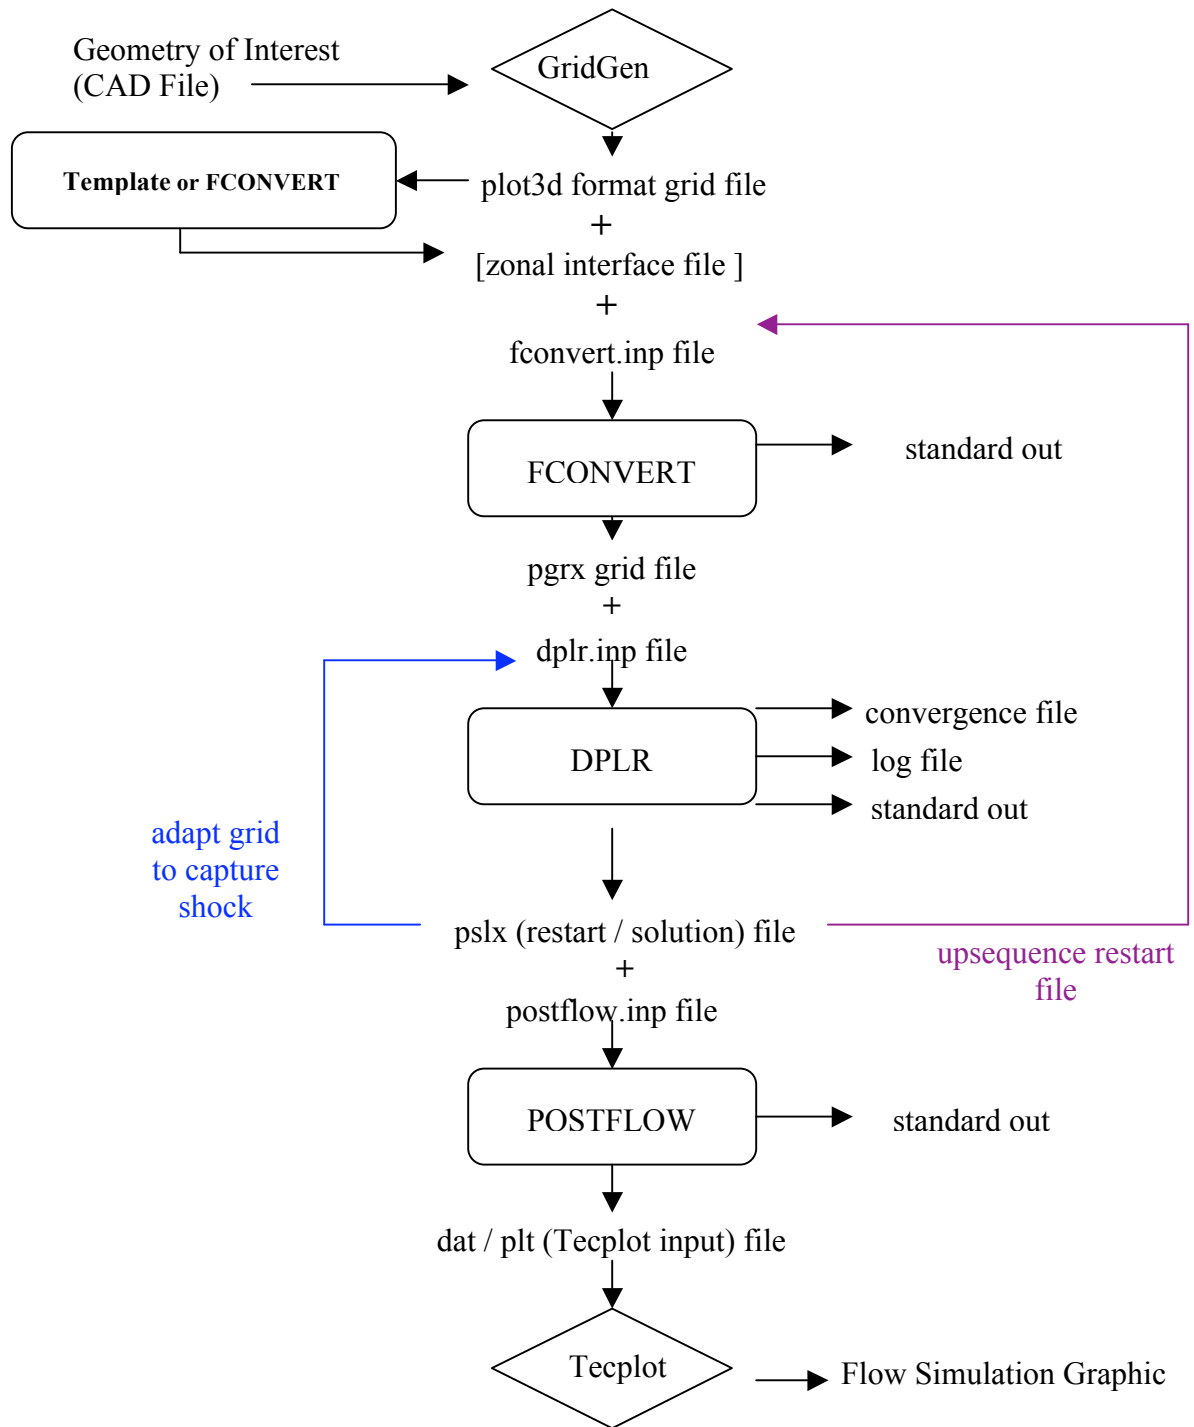 Geometry of Interest
(CAD File)
GridGen
Template or FCONVERT
plot3d format grid file
+
[zonal interface file ]
+
fconvert.inp file
FCONVERT
standard out
pgrx grid file
+
dplr.inp file
DPLR
convergence file
log file
standard out
adapt grid
to capture
shock
pslx (restart / solution) file
upsequence restart
file
+
postflow.inp file
POSTFLOW
standard out
dat / plt (Tecplot input) file
Tecplot
Flow Simulation Graphic